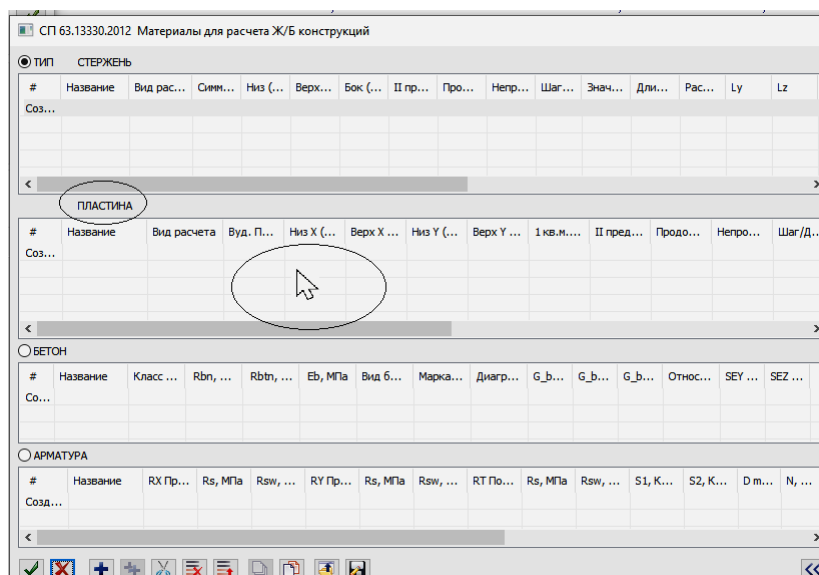 СП 63.13330.2012 Материалы для расчета Ж/Б конструкций
ТИП СТЕРЖЕНЬ
# Название Вид рас... Симм... Низ (... Верх... Бок (... II пр... Про... Непр... Шаг... Знач... Дли... Рас... Ly Lz
Соз...
ПЛАСТИНА
# Название Вид расчета Вуд. П... Низ X (... Верх X ... Низ Y (... Верх Y ... 1 кв.м.... II пред... Продо... Непро... Шаг/Д...
Соз...
БЕТОН
# Название Класс ... Rbn, ... Rbtn, ... Eb, МПа Вид б... Марка... Диагр... G_b... G_b... G_b... Относ... SEY ... SEZ ...
Со...
АРМАТУРА
# Название RX Пр... Rs, МПа Rsw, ... RY Пр... Rs, МПа Rsw, ... RT По... Rs, МПа Rsw, ... S1, К... S2, К... D m... N, ...
Созд...